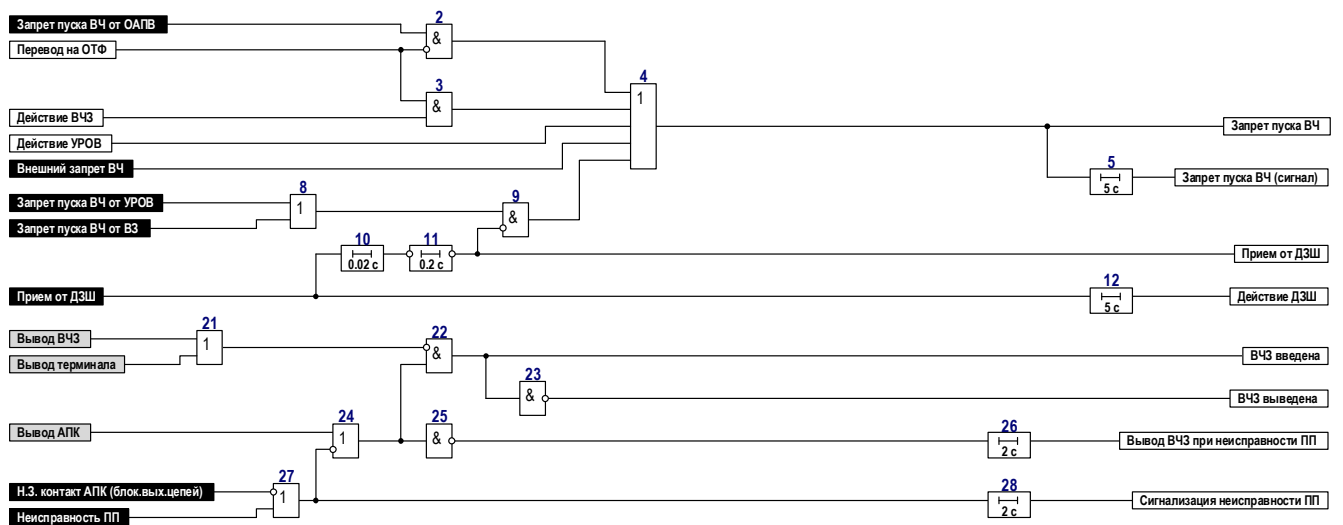 Запрет пуска ВЧ от ОАПВ
2
&
Перевод на ОТФ
3
&
4
1
Действие ВЧЗ
Действие УРОВ
Внешний запрет ВЧ
Запрет пуска ВЧ
5
5 с
Запрет пуска ВЧ (сигнал)
8
1
9
&
Запрет пуска ВЧ от УРОВ
Запрет пуска ВЧ от ВЗ
10
0.02 с
11
0.2 с
Прием от ДЗШ
Прием от ДЗШ
12
5 с
Действие ДЗШ
21
1
Вывод ВЧЗ
Вывод терминала
22
&
ВЧЗ введена
23
&
ВЧЗ выведена
Вывод АПК
24
1
25
&
26
2 с
Вывод ВЧЗ при неисправности ПП
Н.З. контакт АПК (блок.вых.цепей)
27
1
Неисправность ПП
28
2 с
Сигнализация неисправности ПП